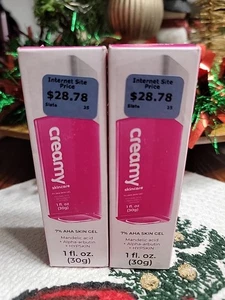 Internet Site
Price
$28.78
creamy
skincare
1 fl oz
(30g)
7% AHA SKIN GEL
Mandelic acid
+ Alpha-arbutin
1 fl. oz.
(30g)
Internet Site
Price
$28.78
creamy
skincare
1 fl oz
(30g)
7% AHA SKIN GEL
Mandelic acid
+ Alpha-arbutin
1 fl. oz.
(30g)